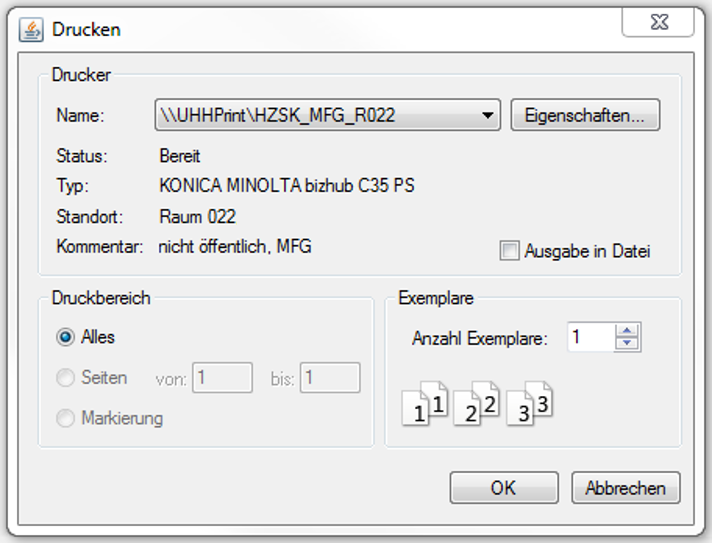 Drucken
Drucker
Name: \\UHHPrint\HZSK_MFG_R022 Eigenschaften...
Status: Bereit
Typ: KONICA MINOLTA bizhub C35 PS
Standort: Raum 022
Kommentar: nicht öffentlich, MFG
Ausgabe in Datei
Druckbereich
Alles
Seiten von: 1 bis: 1
Markierung
Exemplare
Anzahl Exemplare: 1
1 1 2 2 3 3
OK Abbrechen